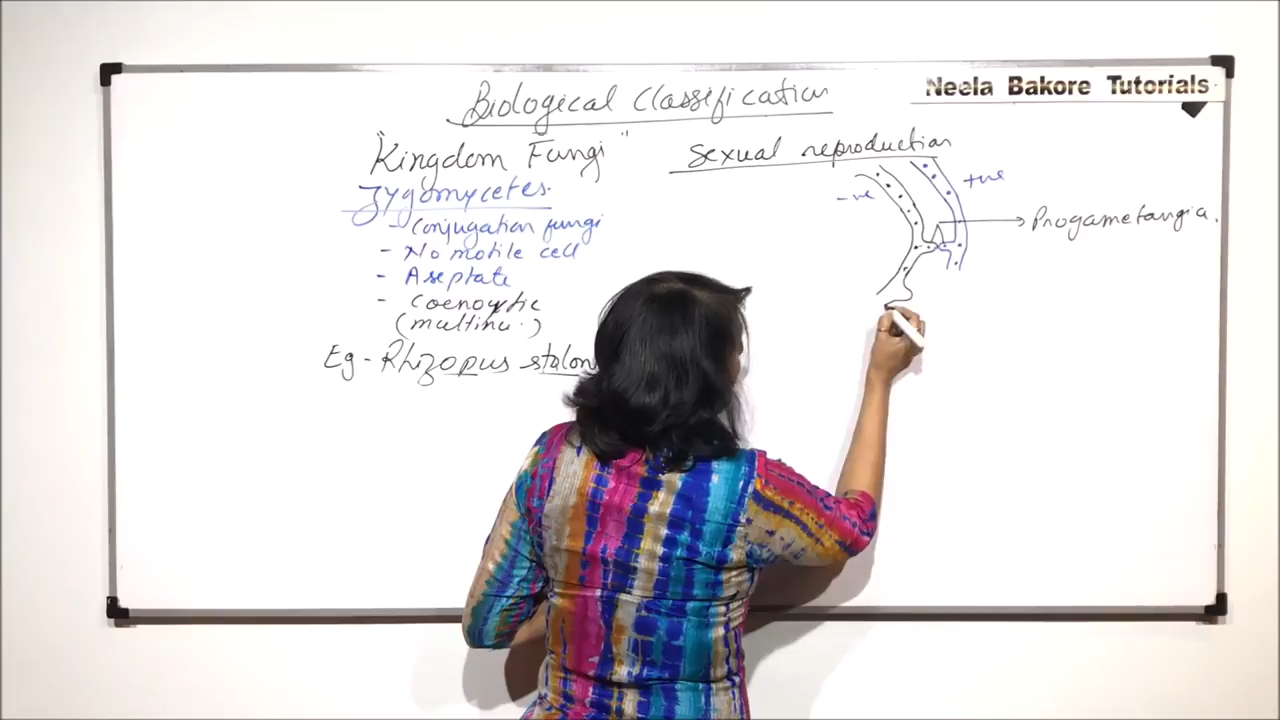 Neela Bakore Tutorials
Biological Classification
"Kingdom Fungi"
Zygomycetes.
- Conjugation fungi
- No motile cell
- Aseptate
- Coenocytic
(multinu.)
Eg - Rhizopus stolon
Sexual reproduction
-ve
+ve
Progametangia.